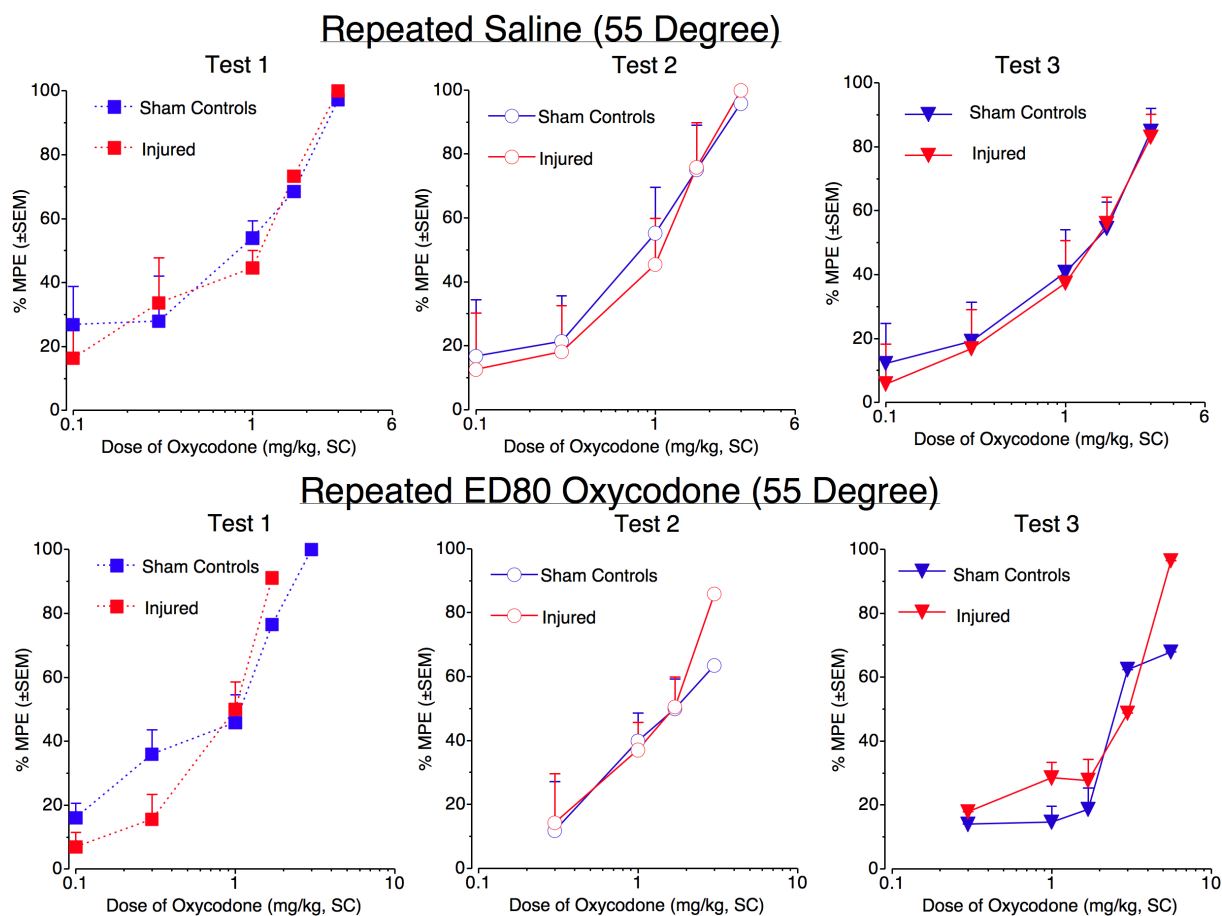 Repeated Saline (55 Degree)
Test 1
Test 2
Test 3
100
80
60
40
20
0
% MPE (±SEM)
Sham Controls
Injured
0.1
1
6
Dose of Oxycodone (mg/kg, SC)
100
80
60
40
20
0
% MPE (±SEM)
Sham Controls
Injured
0.1
1
6
Dose of Oxycodone (mg/kg, SC)
100
80
60
40
20
0
% MPE (±SEM)
Sham Controls
Injured
0.1
1
6
Dose of Oxycodone (mg/kg, SC)
Repeated ED80 Oxycodone (55 Degree)
Test 1
Test 2
Test 3
100
80
60
40
20
0
% MPE (±SEM)
Sham Controls
Injured
0.1
1
10
Dose of Oxycodone (mg/kg, SC)
100
80
60
40
20
0
% MPE (±SEM)
Sham Controls
Injured
0.1
1
10
Dose of Oxycodone (mg/kg, SC)
100
80
60
40
20
0
% MPE (±SEM)
Sham Controls
Injured
0.1
1
10
Dose of Oxycodone (mg/kg, SC)